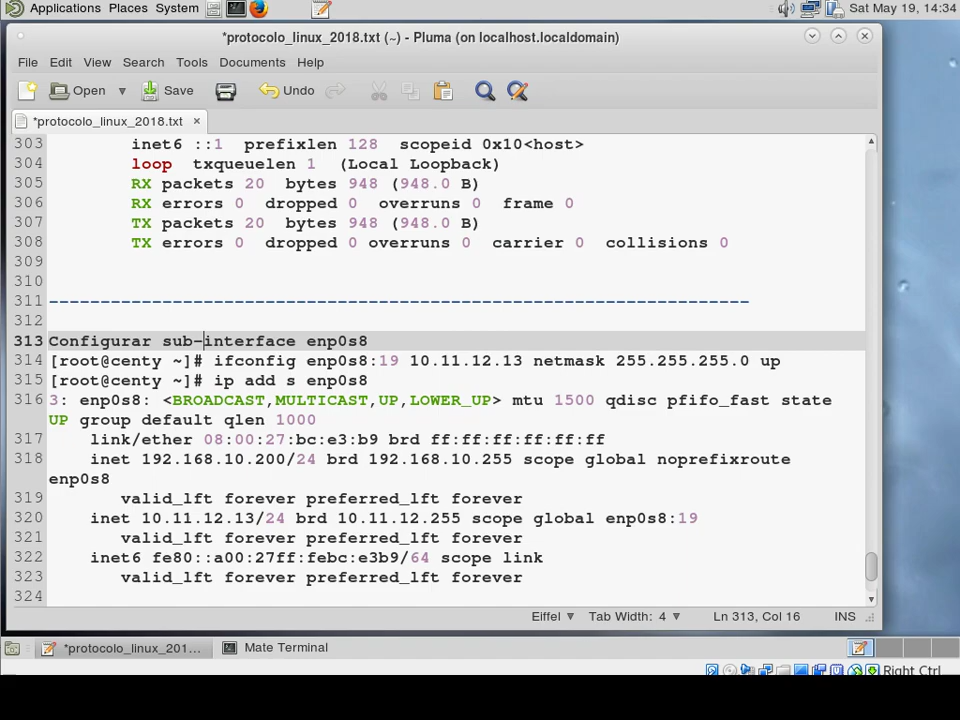 Applications Places System Sat May 19, 14:34
*protocolo_linux_2018.txt (~) - Pluma (on localhost.localdomain)
File Edit View Search Tools Documents Help
Open Save Undo
*protocolo_linux_2018.txt ×
303 inet6 ::1 prefixlen 128 scopeid 0x10<host>
304 loop txqueuelen 1 (Local Loopback)
305 RX packets 20 bytes 948 (948.0 B)
306 RX errors 0 dropped 0 overruns 0 frame 0
307 TX packets 20 bytes 948 (948.0 B)
308 TX errors 0 dropped 0 overruns 0 carrier 0 collisions 0
309
310
311 --------------------------------------------------------------------
312
313 Configurar sub-interface enp0s8
314 [root@centy ~]# ifconfig enp0s8:19 10.11.12.13 netmask 255.255.255.0 up
315 [root@centy ~]# ip add s enp0s8
316 3: enp0s8: <BROADCAST,MULTICAST,UP,LOWER_UP> mtu 1500 qdisc pfifo_fast state
UP group default qlen 1000
317 link/ether 08:00:27:bc:e3:b9 brd ff:ff:ff:ff:ff:ff
318 inet 192.168.10.200/24 brd 192.168.10.255 scope global noprefixroute
enp0s8
319 valid_lft forever preferred_lft forever
320 inet 10.11.12.13/24 brd 10.11.12.255 scope global enp0s8:19
321 valid_lft forever preferred_lft forever
322 inet6 fe80::a00:27ff:febc:e3b9/64 scope link
323 valid_lft forever preferred_lft forever
324
Eiffel Tab Width: 4 Ln 313, Col 16 INS
*protocolo_linux_201... Mate Terminal
Right Ctrl